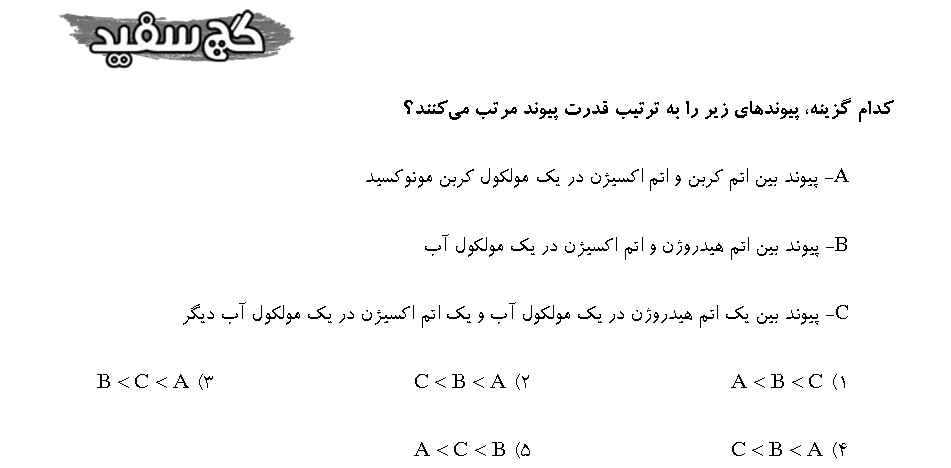 گچ سفید
کدام گزینه، پیوندهای زیر را به ترتیب قدرت پیوند مرتب می‌کنند؟
A- پیوند بین اتم کربن و اتم اکسیژن در یک مولکول کربن مونوکسید
B- پیوند بین اتم هیدروژن و اتم اکسیژن در یک مولکول آب
C- پیوند بین یک اتم هیدروژن در یک مولکول آب و یک اتم اکسیژن در یک مولکول آب دیگر
۱) A < B < C ۲) C < B < A ۳) B < C < A
۴) C < B < A ۵) A < C < B